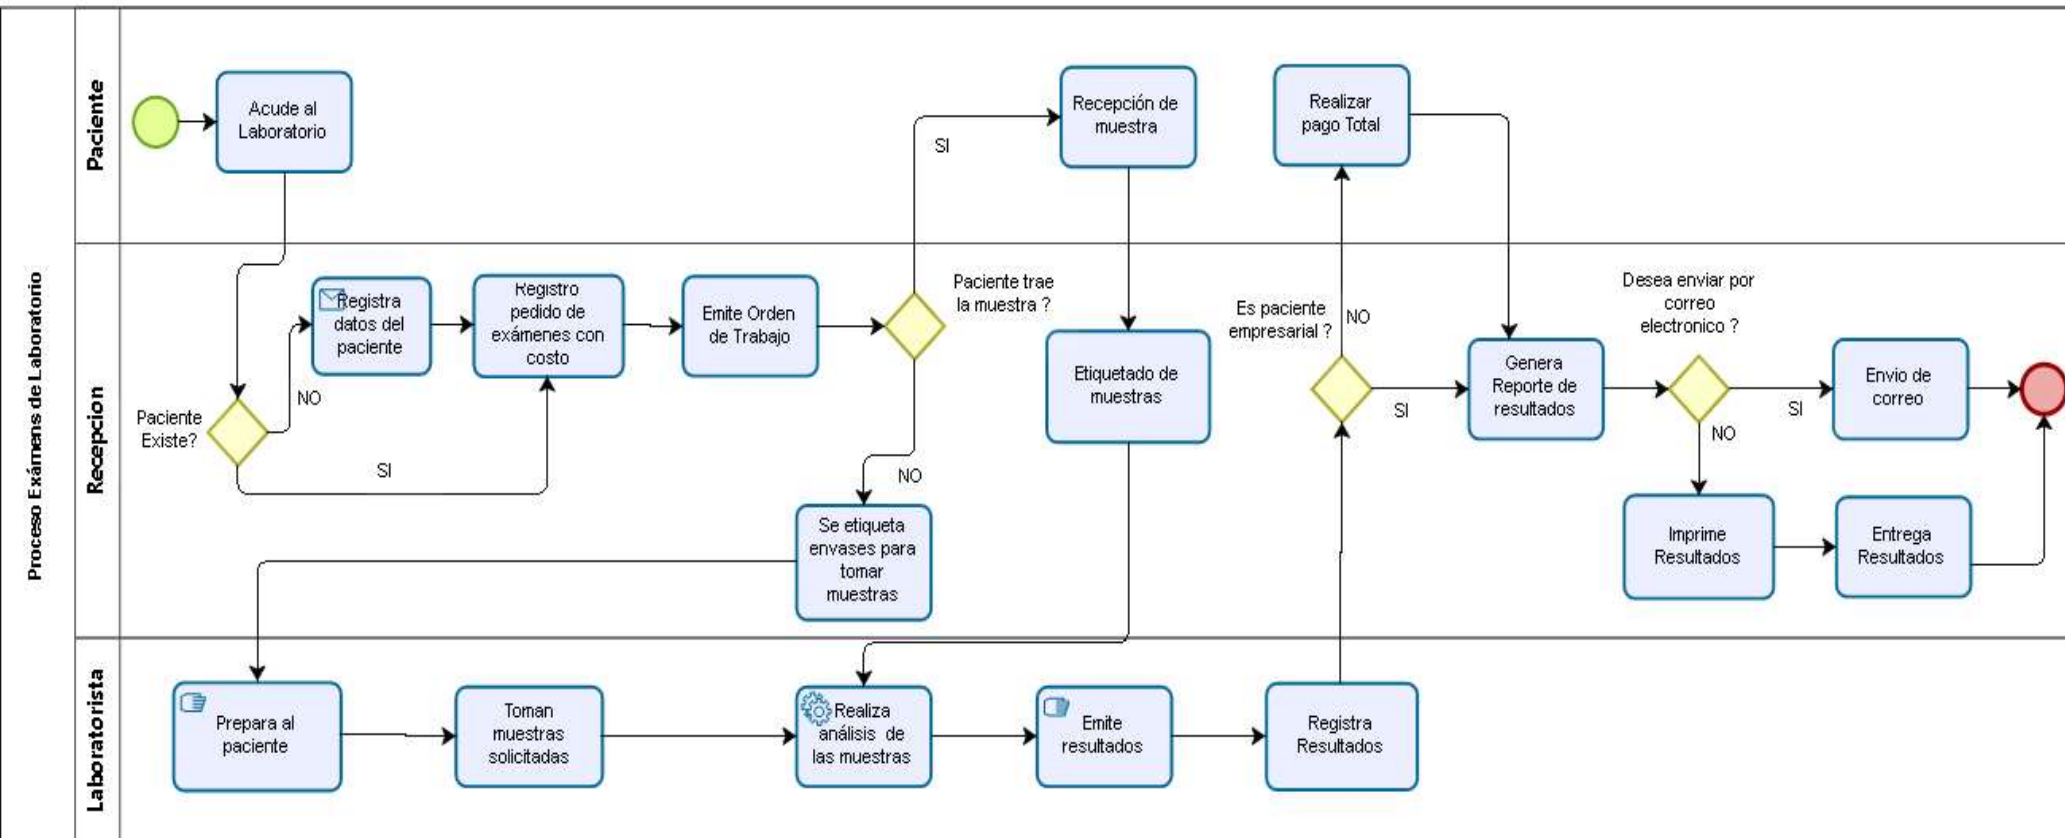 Proceso Exámens de Laboratorio
Paciente
Acude al
Laboratorio
SI
Recepción de
muestra
Realizar
pago Total
Recepcion
Paciente
Existe?
NO
SI
Registra
datos del
paciente
Registro
pedido de
exámenes con
costo
Emite Orden
de Trabajo
Paciente trae
la muestra ?
NO
Se etiqueta
envases para
tomar
muestras
Etiquetado de
muestras
Es paciente
empresarial ?
NO
SI
Genera
Reporte de
resultados
Desea enviar por
correo
electronico ?
SI
NO
Envio de
correo
Imprime
Resultados
Entrega
Resultados
Laboratorista
Prepara al
paciente
Toman
muestras
solicitadas
Realiza
análisis de
las muestras
Emite
resultados
Registra
Resultados